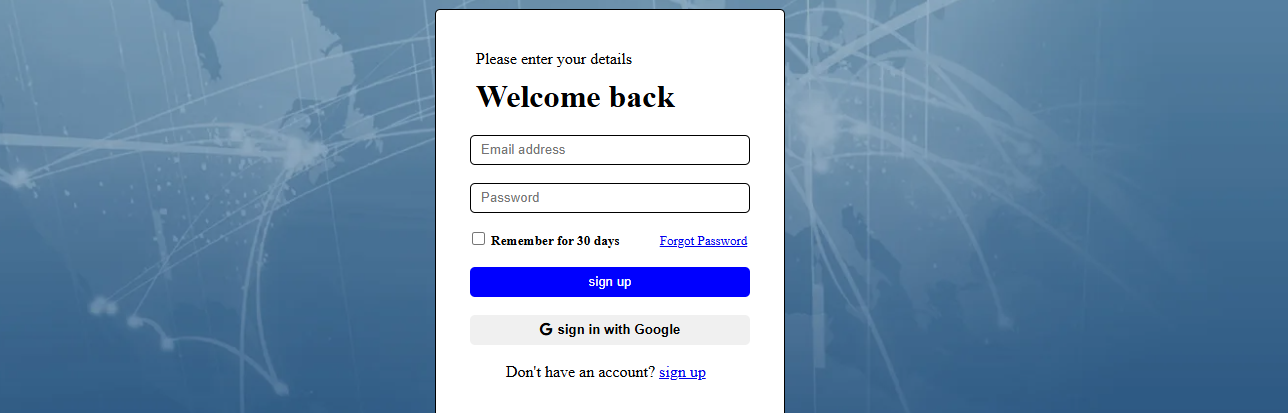 Please enter your details
Welcome back
Email address
Password
Remember for 30 days Forgot Password
sign up
G sign in with Google
Don't have an account? sign up